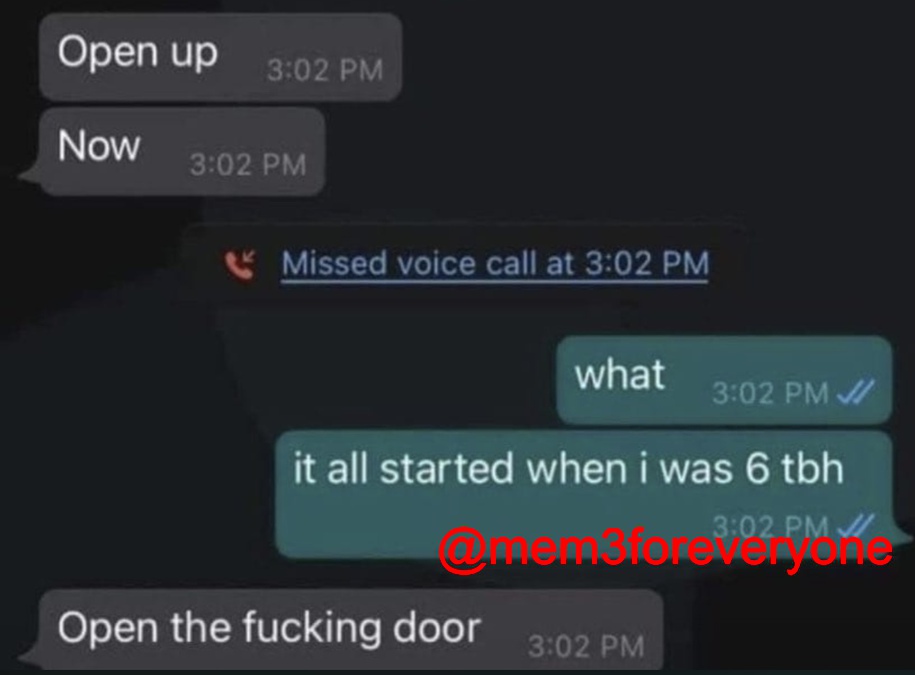 Open up 3:02 PM
Now 3:02 PM
Missed voice call at 3:02 PM
what 3:02 PM
it all started when i was 6 tbh
3:02 PM
@mem3foreveryone
Open the fucking door 3:02 PM